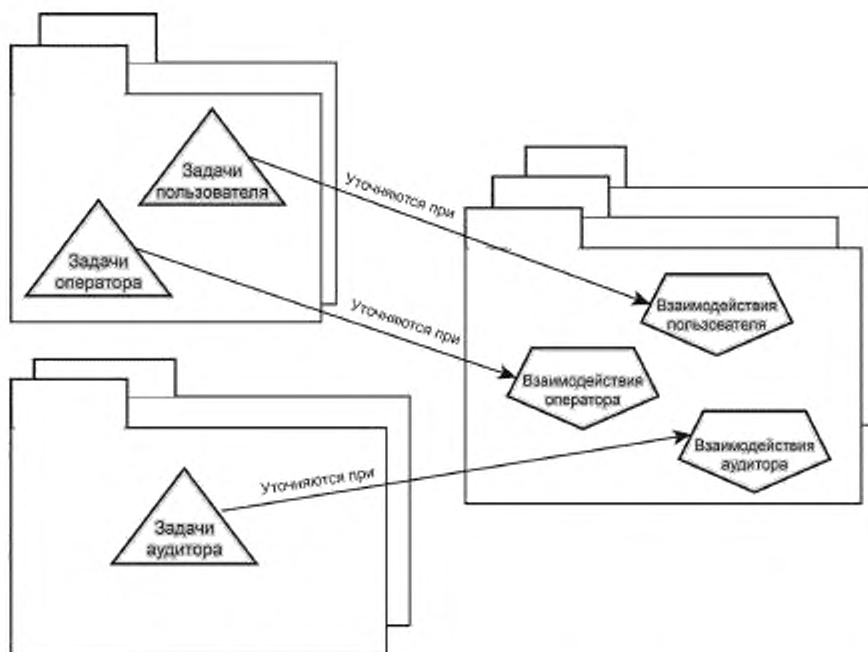 Задачи
пользователя
Задачи
оператора
Уточняются при
Уточняются при
Взаимодействия
пользователя
Взаимодействия
оператора
Взаимодействия
аудитора
Уточняются при
Задачи
аудитора